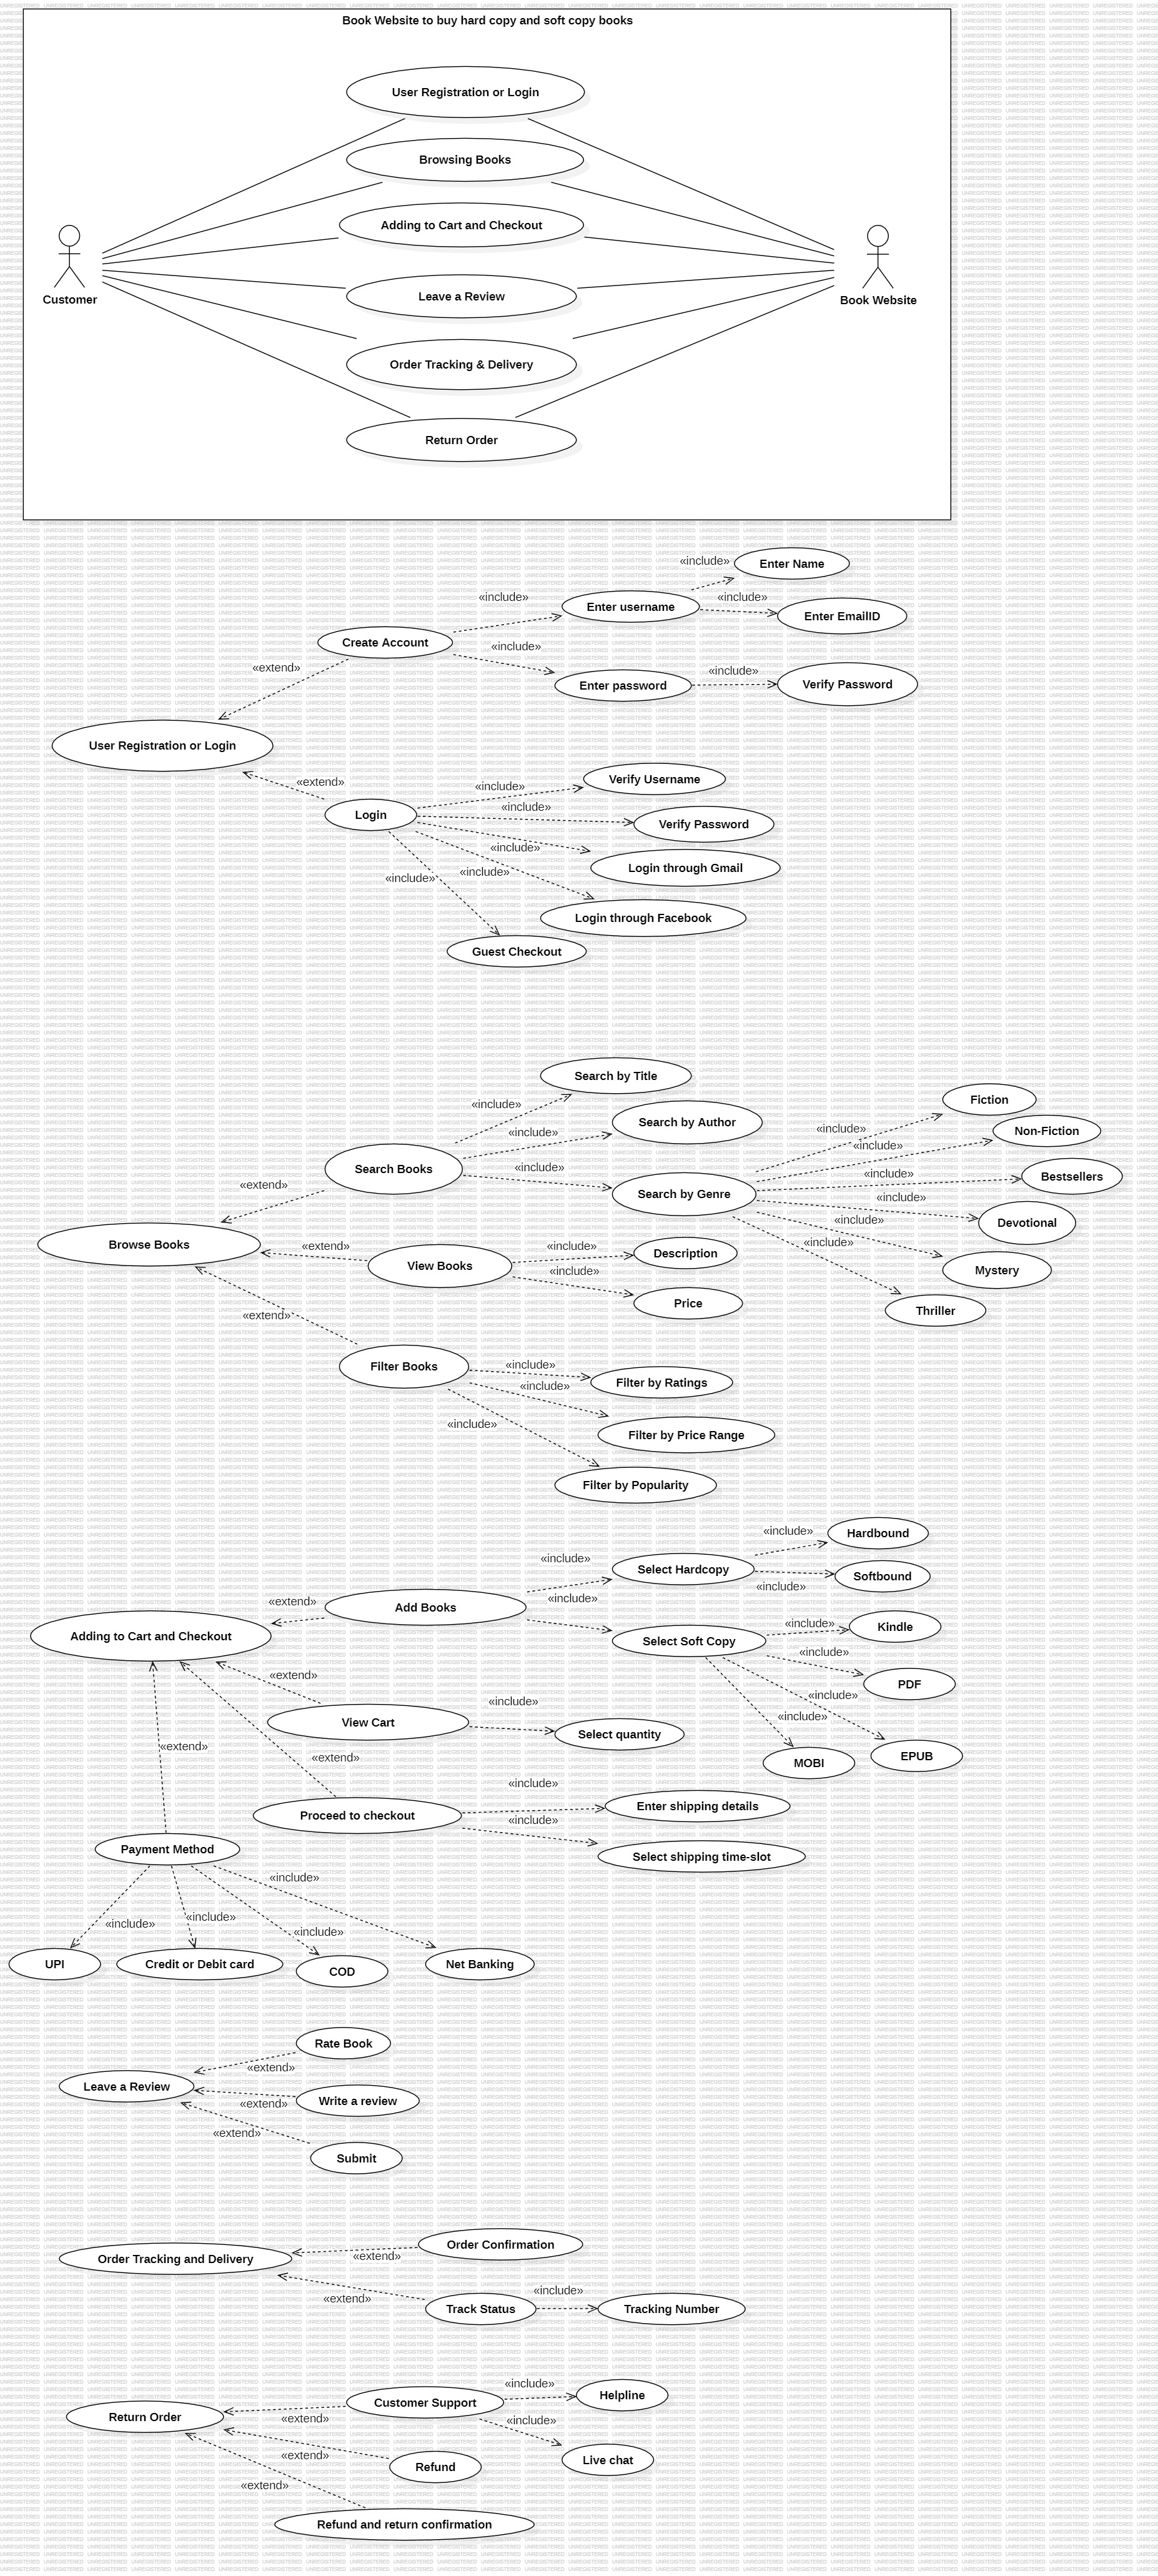 Book Website to buy hard copy and soft copy books
User Registration or Login
Browsing Books
Adding to Cart and Checkout
Customer
Book Website
Leave a Review
Order Tracking & Delivery
Return Order
«include»
Enter Name
«include»
Enter username
«include»
Enter EmailID
Create Account
«include»
«extend»
Enter password
«include»
Verify Password
User Registration or Login
«extend»
«include»
Verify Username
Login
«include»
Verify Password
«include»
Login through Gmail
«include»
«include»
Login through Facebook
Guest Checkout
Search by Title
«include»
Fiction
Search by Author
«include»
«include»
Non-Fiction
«include»
Search Books
«include»
«include»
Bestsellers
«extend»
Search by Genre
«include»
Devotional
«include»
Browse Books
«extend»
View Books
«include»
Description
«include»
«include»
Mystery
Price
Thriller
«extend»
Filter Books
«include»
Filter by Ratings
«include»
«include»
Filter by Price Range
Filter by Popularity
«include»
Hardbound
«include»
Select Hardcopy
Softbound
«include»
«include»
«extend»
Add Books
Adding to Cart and Checkout
Select Soft Copy
«include»
Kindle
«include»
PDF
«extend»
«include»
«include»
«include»
View Cart
Select quantity
«extend»
«extend»
MOBI
EPUB
«include»
Proceed to checkout
Enter shipping details
«include»
Payment Method
Select shipping time-slot
«include»
«include»
«include»
«include»
UPI
Credit or Debit card
COD
Net Banking
Rate Book
«extend»
Leave a Review
Write a review
«extend»
«extend»
Submit
Order Confirmation
Order Tracking and Delivery
«extend»
«extend»
«include»
Track Status
Tracking Number
«include»
Customer Support
Helpline
Return Order
«extend»
«include»
«extend»
Live chat
Refund
«extend»
Refund and return confirmation
UNREGISTERED